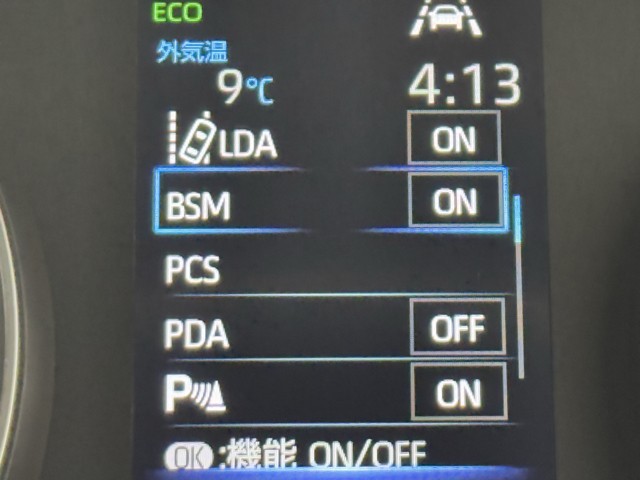 ECO
外気温
9℃ 4:13
LDA ON
BSM ON
PCS
PDA OFF
P ON
OK:機能 ON/OFF